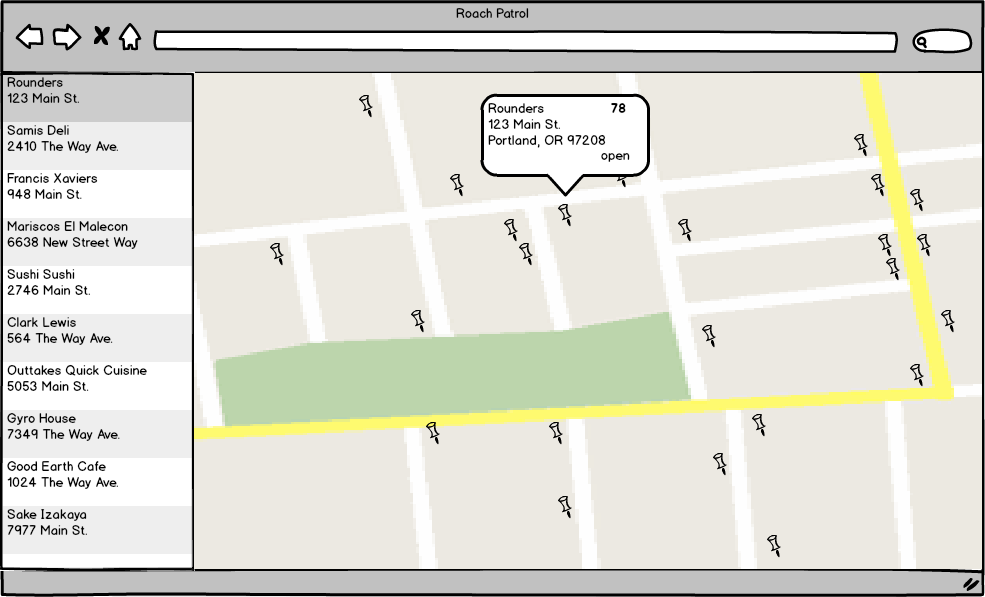 Roach Patrol
Rounders
123 Main St.
Samis Deli
2410 The Way Ave.
Francis Xaviers
948 Main St.
Mariscos El Malecon
6638 New Street Way
Sushi Sushi
2746 Main St.
Clark Lewis
564 The Way Ave.
Outtakes Quick Cuisine
5053 Main St.
Gyro House
7349 The Way Ave.
Good Earth Cafe
1024 The Way Ave.
Sake Izakaya
7977 Main St.
Rounders 78
123 Main St.
Portland, OR 97208
open